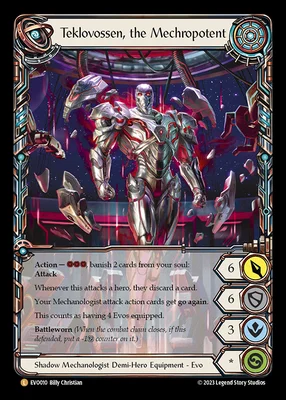 Teklovossen, the Mechropotent
Action — , banish 2 cards from your soul:
Attack
Whenever this attacks a hero, they discard a card.
Your Mechanologist attack action cards get go again.
This counts as having 4 Evos equipped.
Battleworn (When the combat chain closes, if this
defended, put a -1 counter on it.)
6
6
3
*
Shadow Mechanologist Demi-Hero Equipment - Evo
L EVO010 Billy Christian
© 2023 Legend Story Studios